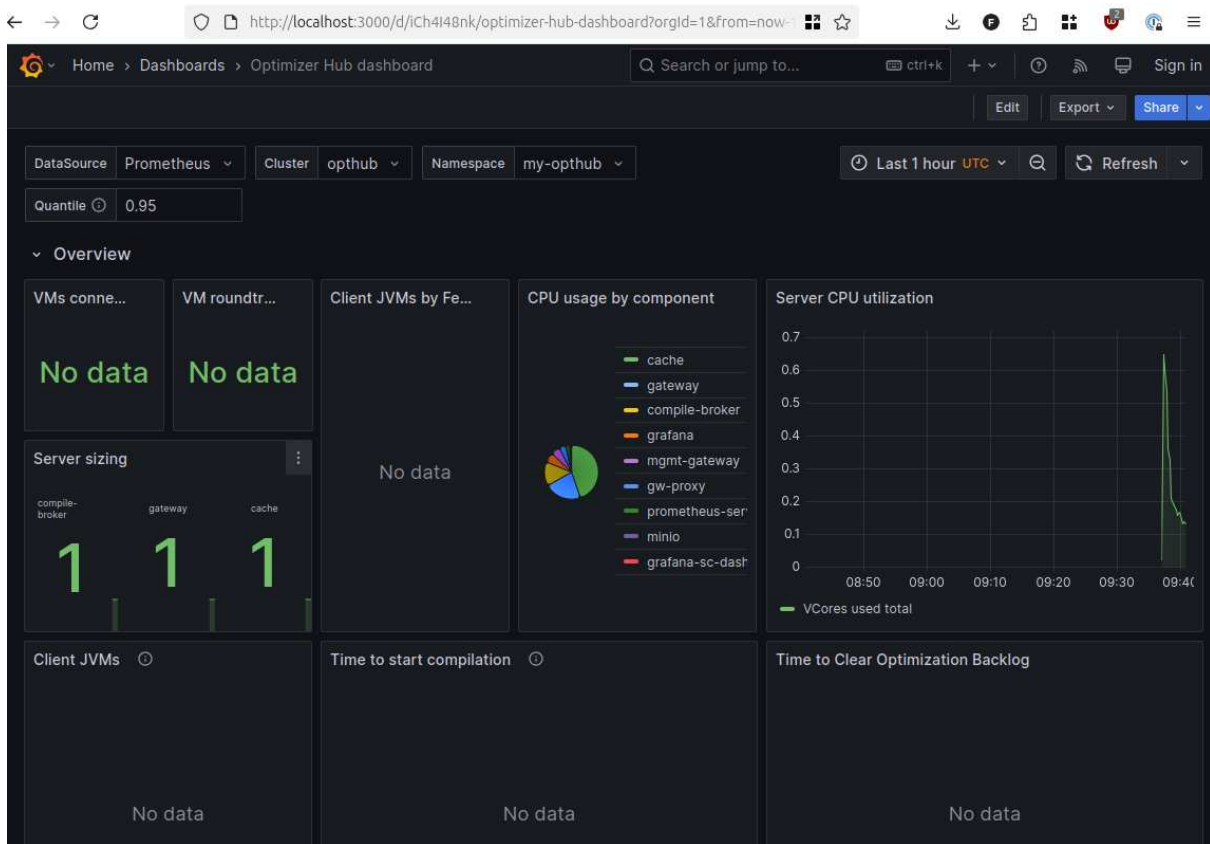 http://localhost:3000/d/iCh4I48nk/optimizer-hub-dashboard?orgId=1&from=now-
2
Home › Dashboards › Optimizer Hub dashboard
Search or jump to...
ctrl+k
Sign in
Edit
Export
Share
DataSource Prometheus
Cluster opthub
Namespace my-opthub
Last 1 hour UTC
Refresh
Quantile 0.95
Overview
VMs conne...
No data
VM roundtr...
No data
Server sizing
compile-
broker
1
gateway
1
cache
1
Client JVMs by Fe...
No data
CPU usage by component
cache
gateway
compile-broker
grafana
mgmt-gateway
gw-proxy
prometheus-ser
minio
grafana-sc-dash
Server CPU utilization
0.7
0.6
0.5
0.4
0.3
0.2
0.1
0
08:50 09:00 09:10 09:20 09:30 09:4
VCores used total
Client JVMs
No data
Time to start compilation
No data
Time to Clear Optimization Backlog
No data